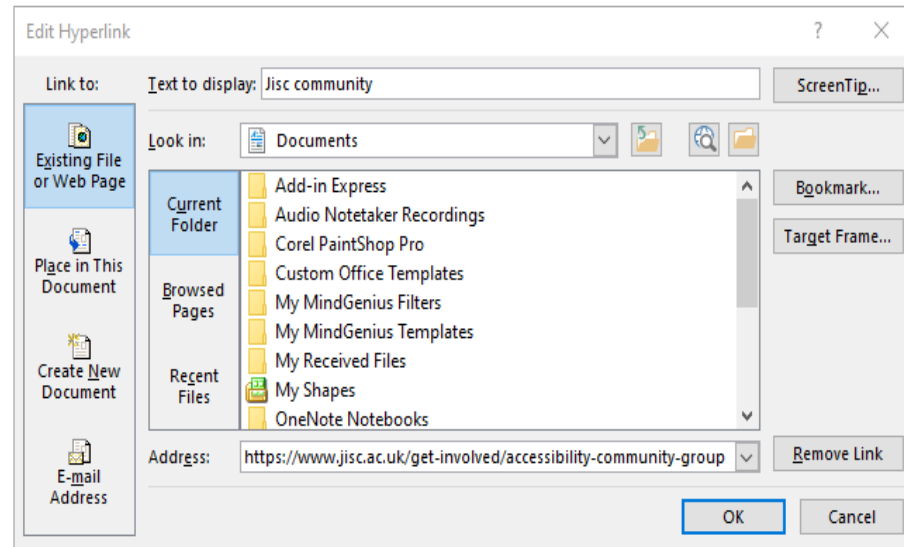 Edit Hyperlink
?
Link to:
Text to display: Jisc community
ScreenTip...
Existing File
or Web Page
Place in This
Document
Create New
Document
E-mail
Address
Look in:
Documents
Current
Folder
Browsed
Pages
Recent
Files
Add-in Express
Audio Notetaker Recordings
Corel PaintShop Pro
Custom Office Templates
My MindGenius Filters
My MindGenius Templates
My Received Files
My Shapes
OneNote Notebooks
Bookmark...
Target Frame...
Address: https://www.jisc.ac.uk/get-involved/accessibility-community-group
Remove Link
OK
Cancel